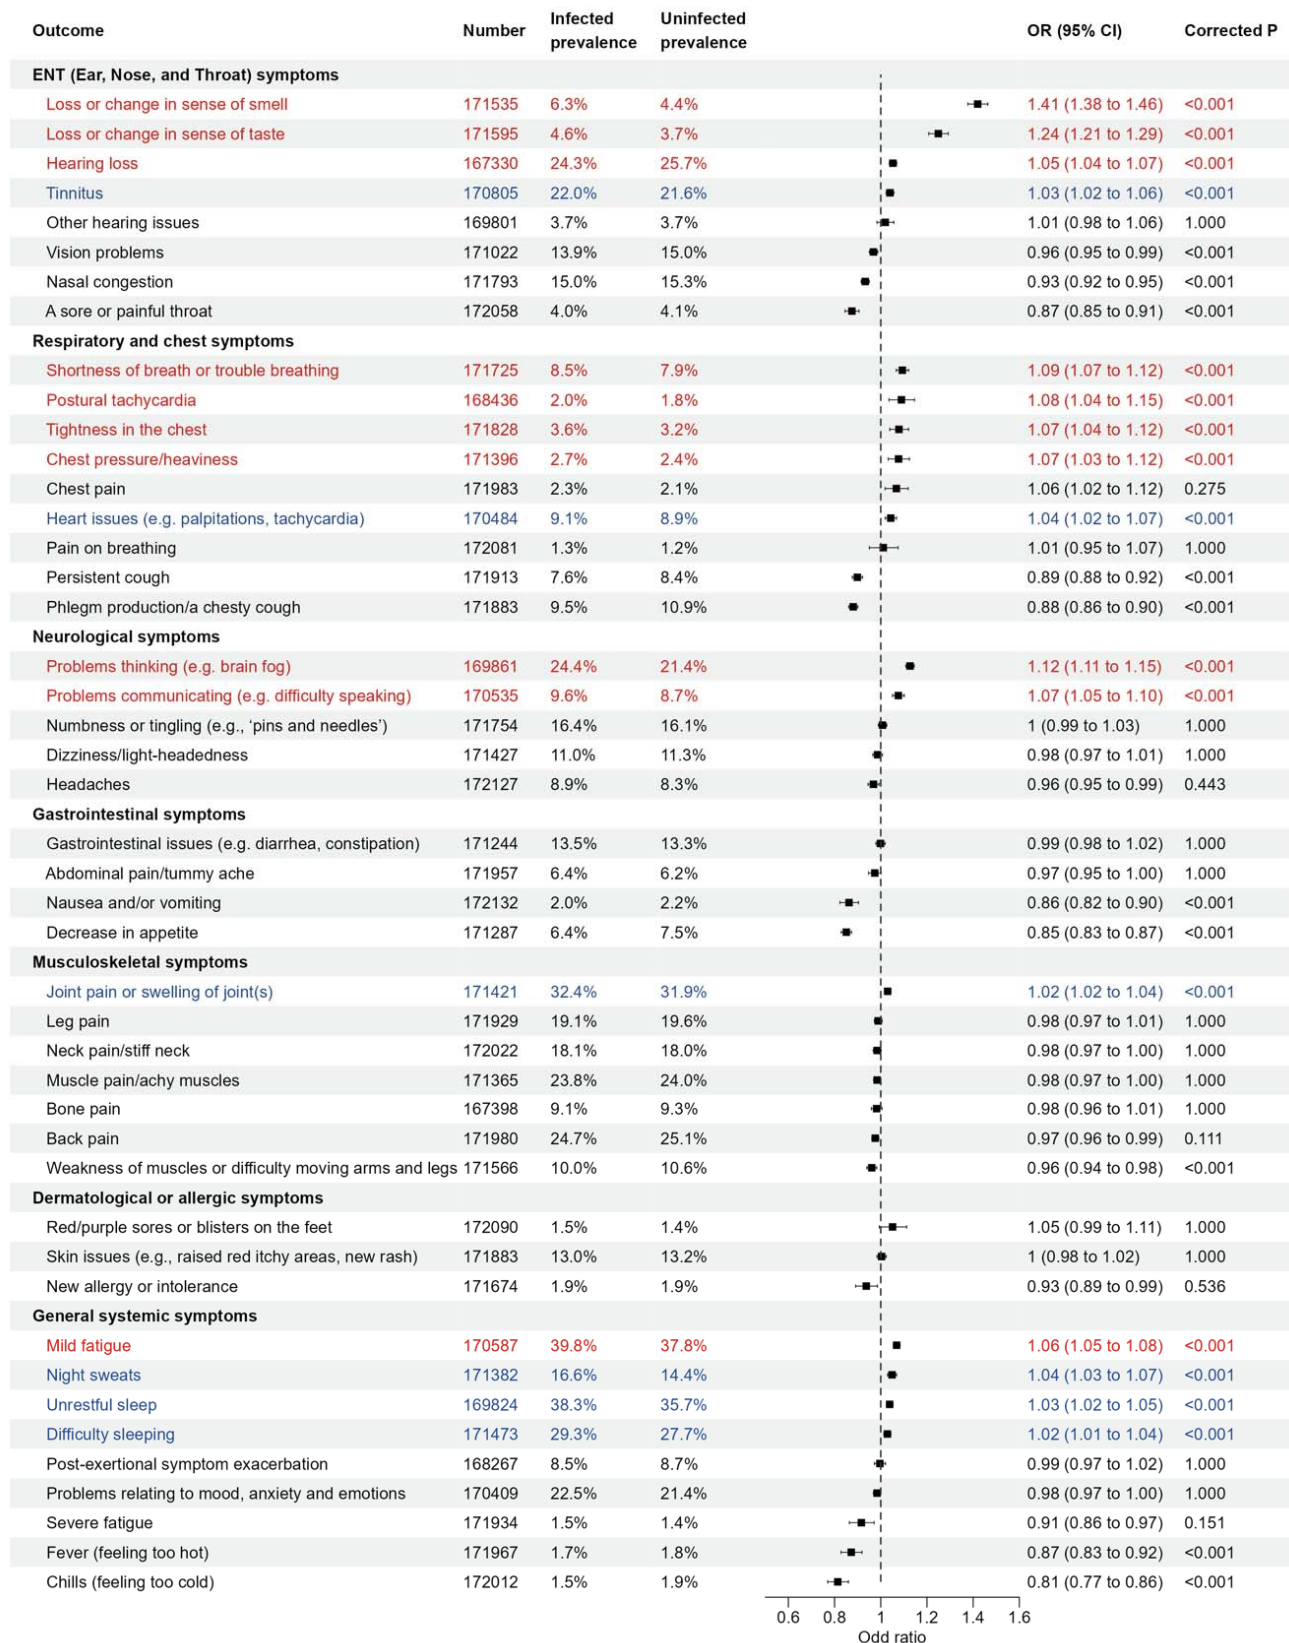 Outcome Number Infected prevalence Uninfected prevalence OR (95% CI) Corrected P
ENT (Ear, Nose, and Throat) symptoms
Loss or change in sense of smell 171535 6.3% 4.4% 1.41 (1.38 to 1.46) <0.001
Loss or change in sense of taste 171595 4.6% 3.7% 1.24 (1.21 to 1.29) <0.001
Hearing loss 167330 24.3% 25.7% 1.05 (1.04 to 1.07) <0.001
Tinnitus 170805 22.0% 21.6% 1.03 (1.02 to 1.06) <0.001
Other hearing issues 169801 3.7% 3.7% 1.01 (0.98 to 1.06) 1.000
Vision problems 171022 13.9% 15.0% 0.96 (0.95 to 0.99) <0.001
Nasal congestion 171793 15.0% 15.3% 0.93 (0.92 to 0.95) <0.001
A sore or painful throat 172058 4.0% 4.1% 0.87 (0.85 to 0.91) <0.001
Respiratory and chest symptoms
Shortness of breath or trouble breathing 171725 8.5% 7.9% 1.09 (1.07 to 1.12) <0.001
Postural tachycardia 168436 2.0% 1.8% 1.08 (1.04 to 1.15) <0.001
Tightness in the chest 171828 3.6% 3.2% 1.07 (1.04 to 1.12) <0.001
Chest pressure/heaviness 171396 2.7% 2.4% 1.07 (1.03 to 1.12) <0.001
Chest pain 171983 2.3% 2.1% 1.06 (1.02 to 1.12) 0.275
Heart issues (e.g. palpitations, tachycardia) 170484 9.1% 8.9% 1.04 (1.02 to 1.07) <0.001
Pain on breathing 172081 1.3% 1.2% 1.01 (0.95 to 1.07) 1.000
Persistent cough 171913 7.6% 8.4% 0.89 (0.88 to 0.92) <0.001
Phlegm production/a chesty cough 171883 9.5% 10.9% 0.88 (0.86 to 0.90) <0.001
Neurological symptoms
Problems thinking (e.g. brain fog) 169861 24.4% 21.4% 1.12 (1.11 to 1.15) <0.001
Problems communicating (e.g. difficulty speaking) 170535 9.6% 8.7% 1.07 (1.05 to 1.10) <0.001
Numbness or tingling (e.g., ‘pins and needles’) 171754 16.4% 16.1% 1 (0.99 to 1.03) 1.000
Dizziness/light-headedness 171427 11.0% 11.3% 0.98 (0.97 to 1.01) 1.000
Headaches 172127 8.9% 8.3% 0.96 (0.95 to 0.99) 0.443
Gastrointestinal symptoms
Gastrointestinal issues (e.g. diarrhea, constipation) 171244 13.5% 13.3% 0.99 (0.98 to 1.02) 1.000
Abdominal pain/tummy ache 171957 6.4% 6.2% 0.97 (0.95 to 1.00) 1.000
Nausea and/or vomiting 172132 2.0% 2.2% 0.86 (0.82 to 0.90) <0.001
Decrease in appetite 171287 6.4% 7.5% 0.85 (0.83 to 0.87) <0.001
Musculoskeletal symptoms
Joint pain or swelling of joint(s) 171421 32.4% 31.9% 1.02 (1.02 to 1.04) <0.001
Leg pain 171929 19.1% 19.6% 0.98 (0.97 to 1.01) 1.000
Neck pain/stiff neck 172022 18.1% 18.0% 0.98 (0.97 to 1.00) 1.000
Muscle pain/achy muscles 171365 23.8% 24.0% 0.98 (0.97 to 1.00) 1.000
Bone pain 167398 9.1% 9.3% 0.98 (0.96 to 1.01) 1.000
Back pain 171980 24.7% 25.1% 0.97 (0.96 to 0.99) 0.111
Weakness of muscles or difficulty moving arms and legs 171566 10.0% 10.6% 0.96 (0.94 to 0.98) <0.001
Dermatological or allergic symptoms
Red/purple sores or blisters on the feet 172090 1.5% 1.4% 1.05 (0.99 to 1.11) 1.000
Skin issues (e.g., raised red itchy areas, new rash) 171883 13.0% 13.2% 1 (0.98 to 1.02) 1.000
New allergy or intolerance 171674 1.9% 1.9% 0.93 (0.89 to 0.99) 0.536
General systemic symptoms
Mild fatigue 170587 39.8% 37.8% 1.06 (1.05 to 1.08) <0.001
Night sweats 171382 16.6% 14.4% 1.04 (1.03 to 1.07) <0.001
Unrestful sleep 169824 38.3% 35.7% 1.03 (1.02 to 1.05) <0.001
Difficulty sleeping 171473 29.3% 27.7% 1.02 (1.01 to 1.04) <0.001
Post-exertional symptom exacerbation 168267 8.5% 8.7% 0.99 (0.97 to 1.02) 1.000
Problems relating to mood, anxiety and emotions 170409 22.5% 21.4% 0.98 (0.97 to 1.00) 1.000
Severe fatigue 171934 1.5% 1.4% 0.91 (0.86 to 0.97) 0.151
Fever (feeling too hot) 171967 1.7% 1.8% 0.87 (0.83 to 0.92) <0.001
Chills (feeling too cold) 172012 1.5% 1.9% 0.81 (0.77 to 0.86) <0.001
0.6 0.8 1 1.2 1.4 1.6
Odd ratio